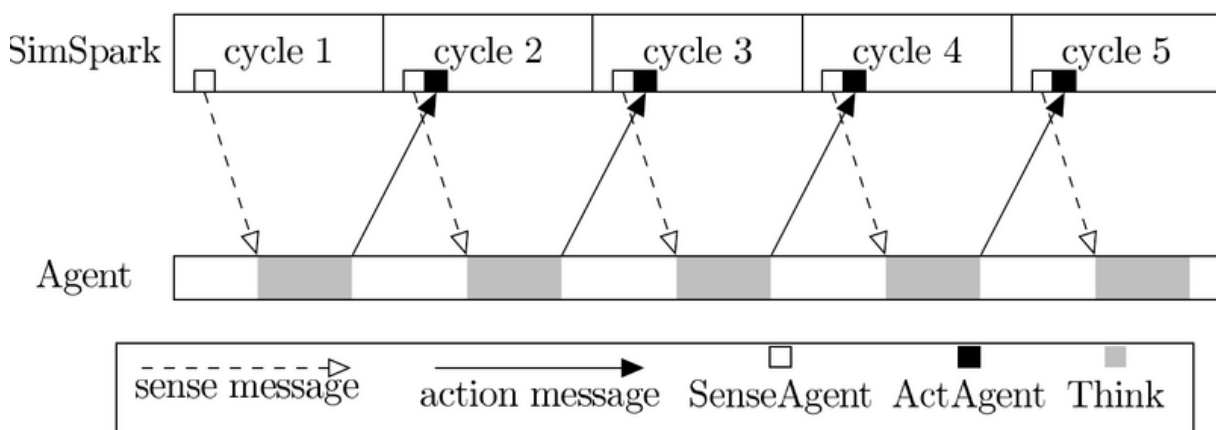 SimSpark cycle 1 cycle 2 cycle 3 cycle 4 cycle 5
Agent
sense message action message SenseAgent ActAgent Think